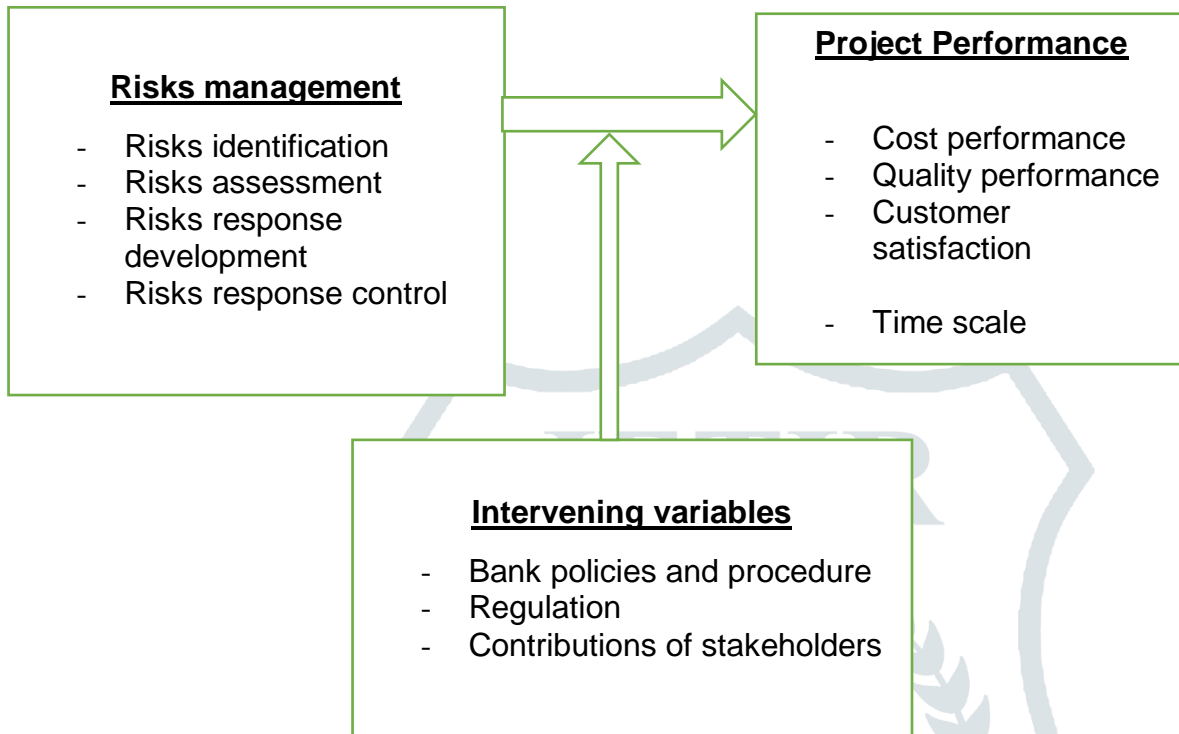 Risks management
- Risks identification
- Risks assessment
- Risks response
development
- Risks response control
Project Performance
- Cost performance
- Quality performance
- Customer
satisfaction
- Time scale
Intervening variables
- Bank policies and procedure
- Regulation
- Contributions of stakeholders